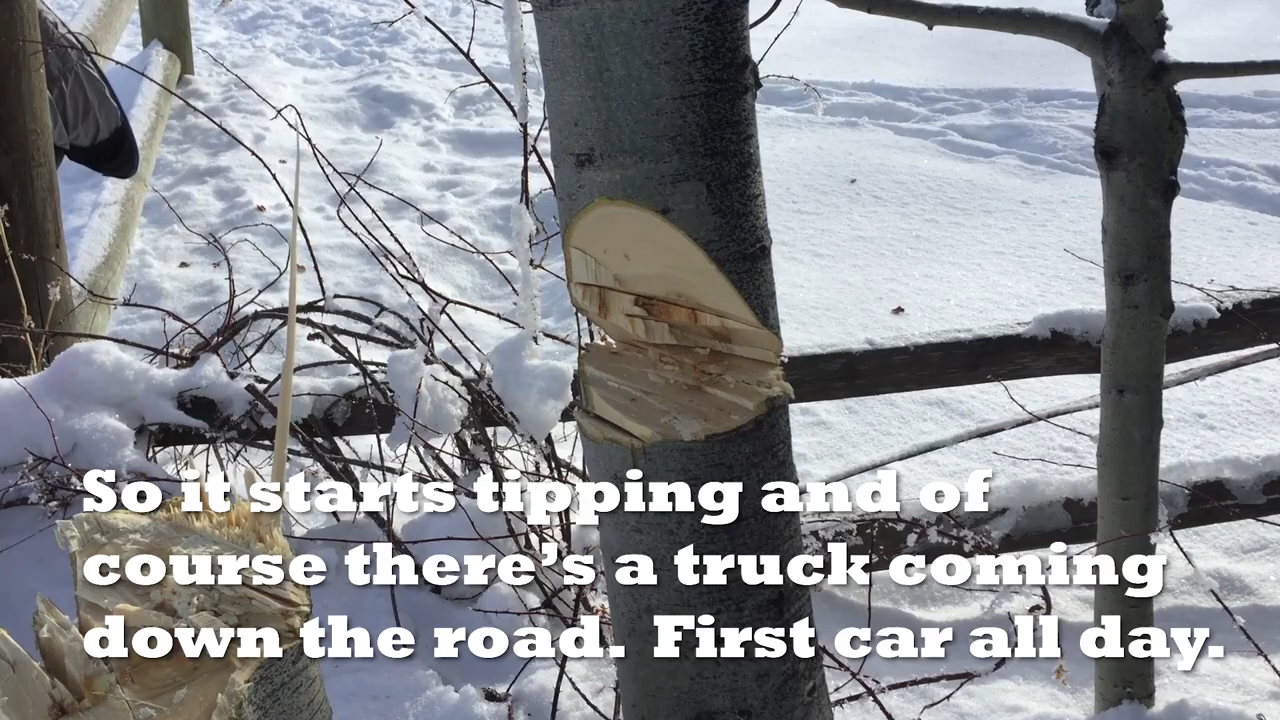 So it starts tipping and of
course there's a truck coming
down the road. First car all day.